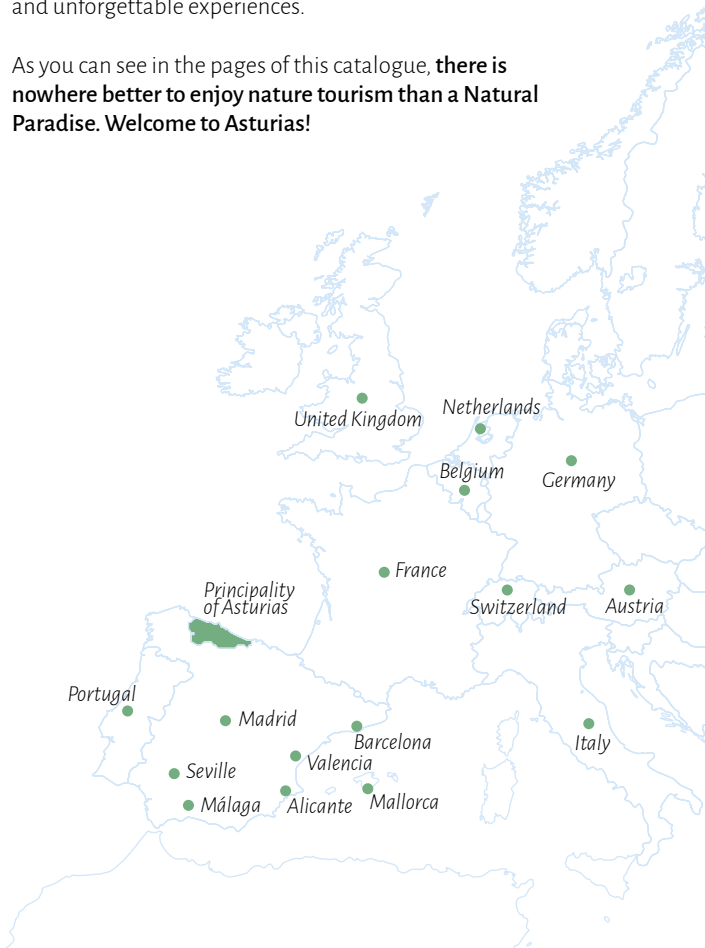 and unforgettable experiences.
As you can see in the pages of this catalogue, there is
nowhere better to enjoy nature tourism than a Natural
Paradise. Welcome to Asturias!
United Kingdom
Netherlands
Belgium
Germany
France
Principality
of Asturias
Switzerland
Austria
Portugal
Madrid
Barcelona
Italy
Valencia
Seville
Málaga
Alicante
Mallorca